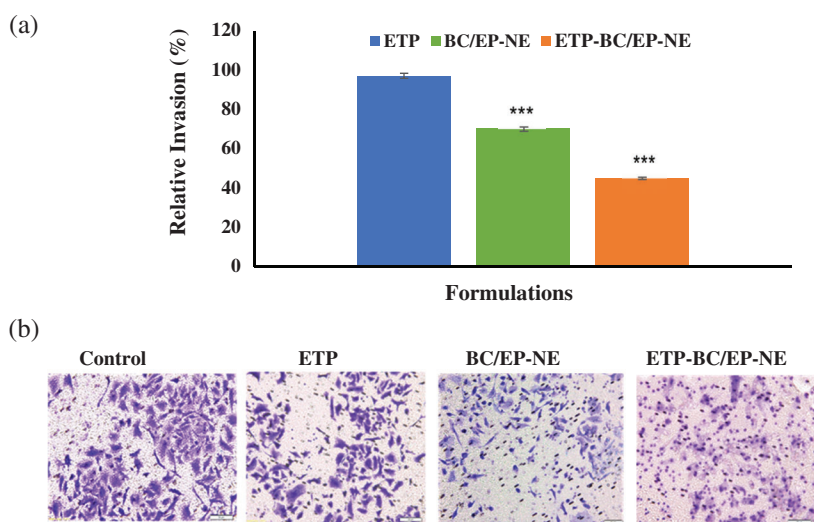 (a)
120
100
80
60
40
20
0
Relative Invasion (%)
ETP BC/EP-NE ETP-BC/EP-NE
***
***
Formulations
(b)
Control ETP BC/EP-NE ETP-BC/EP-NE